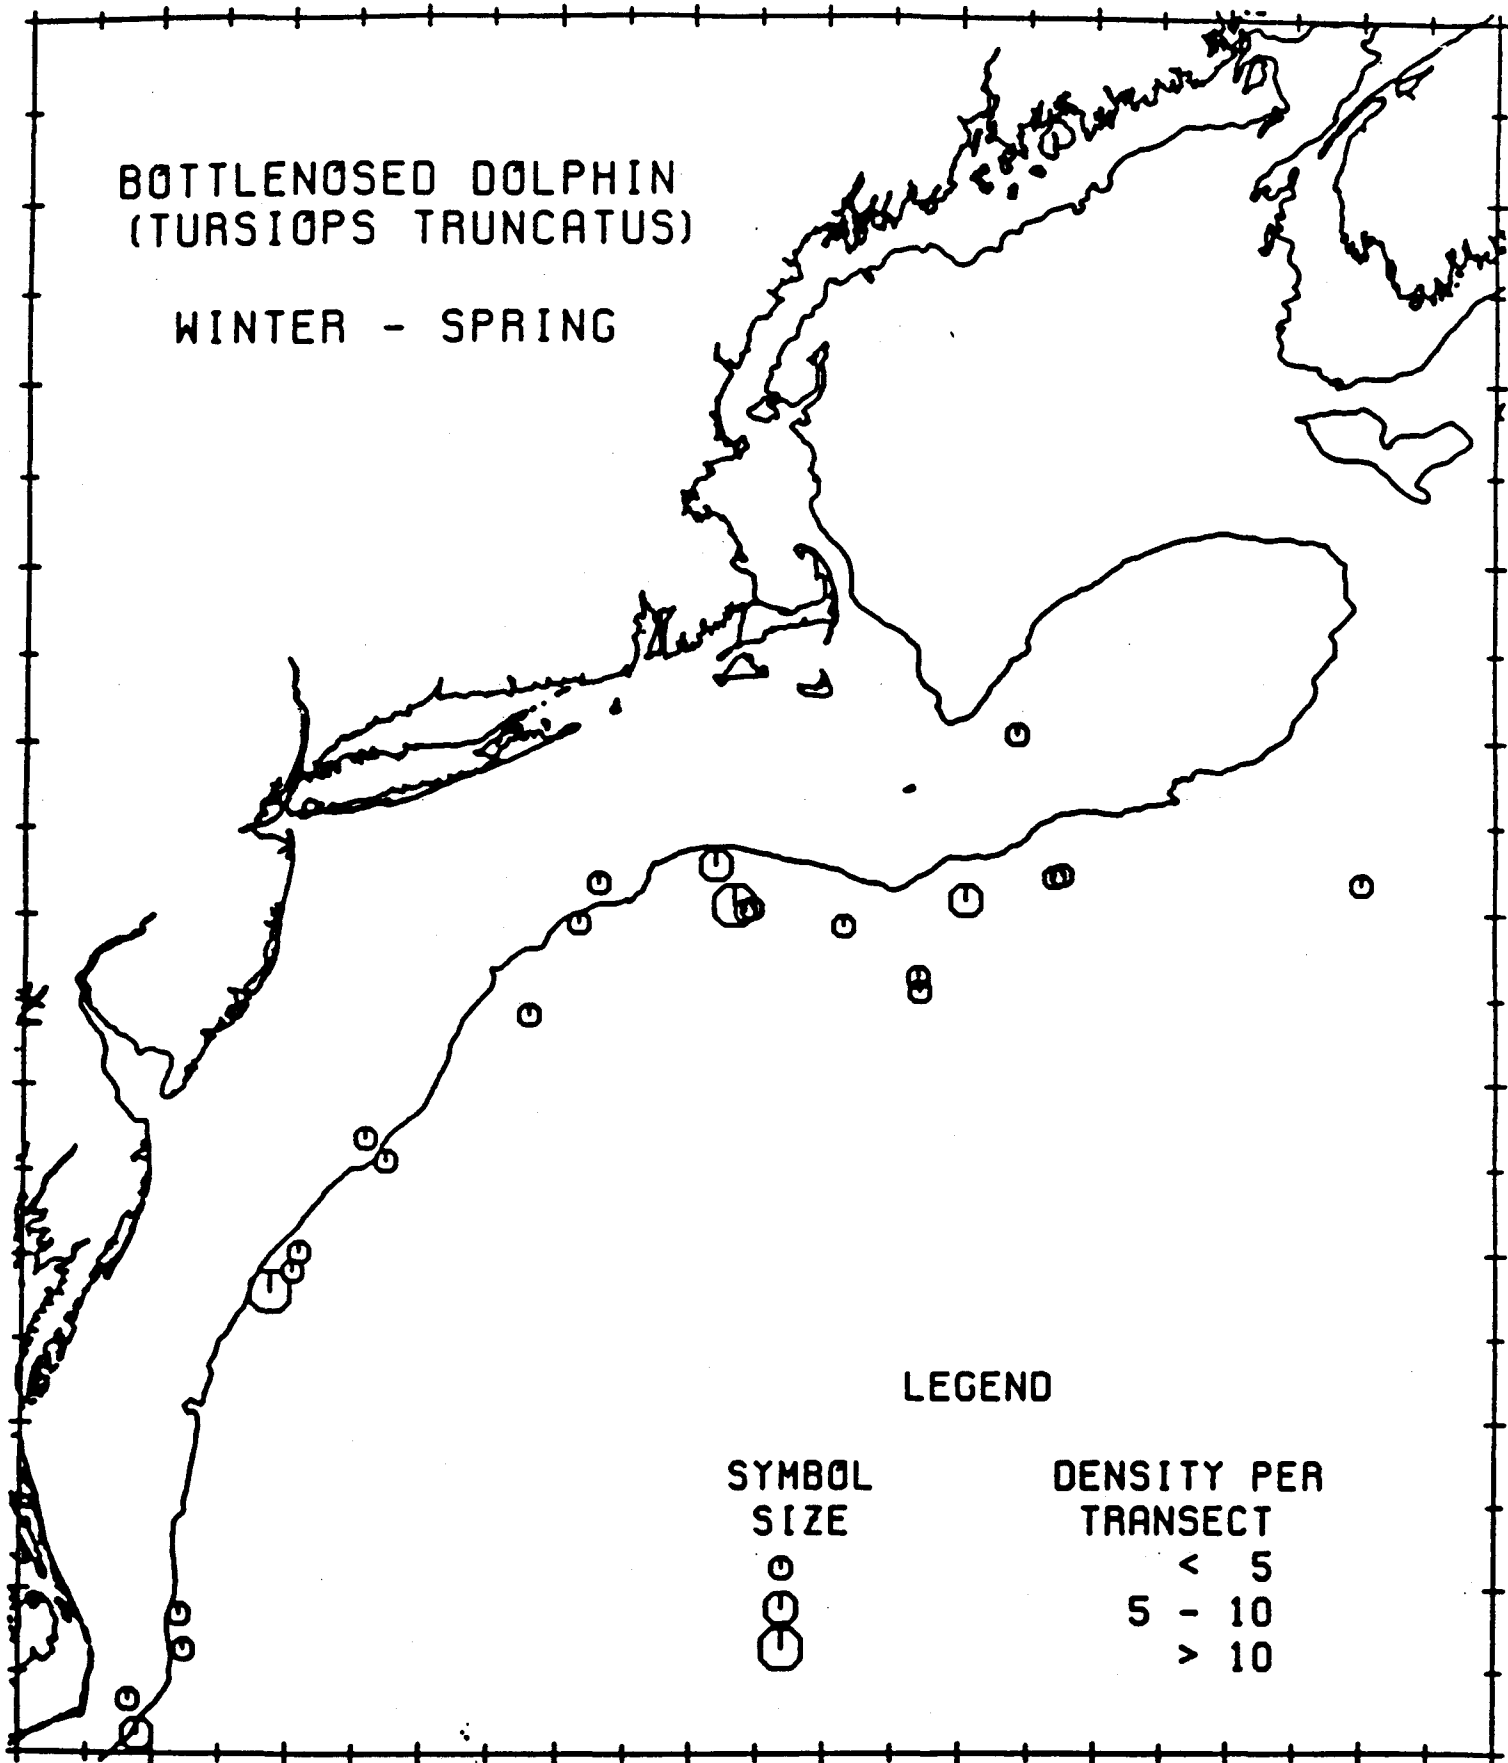 BOTTLENOSED DOLPHIN
(TURSIOPS TRUNCATUS)
WINTER - SPRING
LEGEND
SYMBOL SIZE
DENSITY PER TRANSECT
< 5
5 - 10
> 10